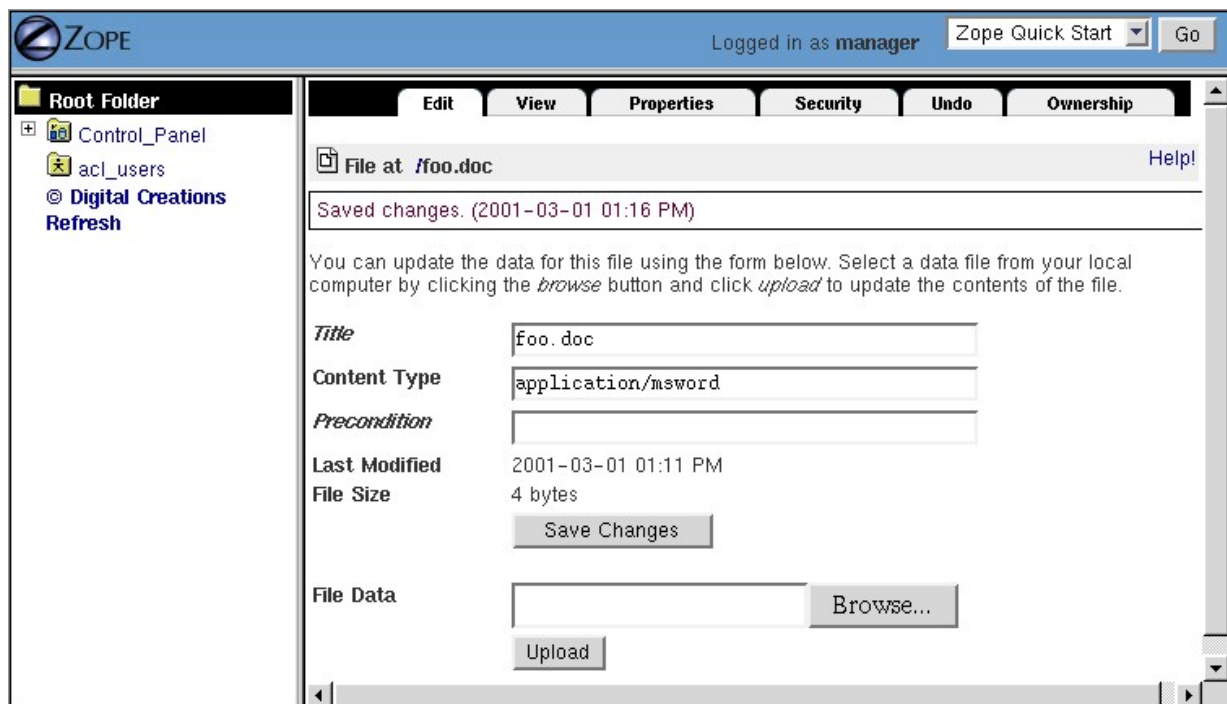 ZOPE
Logged in as manager
Zope Quick Start
Go
Root Folder
Control_Panel
acl_users
© Digital Creations
Refresh
Edit
View
Properties
Security
Undo
Ownership
File at /foo.doc
Help!
Saved changes. (2001-03-01 01:16 PM)
You can update the data for this file using the form below. Select a data file from your local
computer by clicking the browse button and click upload to update the contents of the file.
Title
foo.doc
Content Type
application/msword
Precondition
Last Modified
2001-03-01 01:11 PM
File Size
4 bytes
Save Changes
File Data
Browse...
Upload